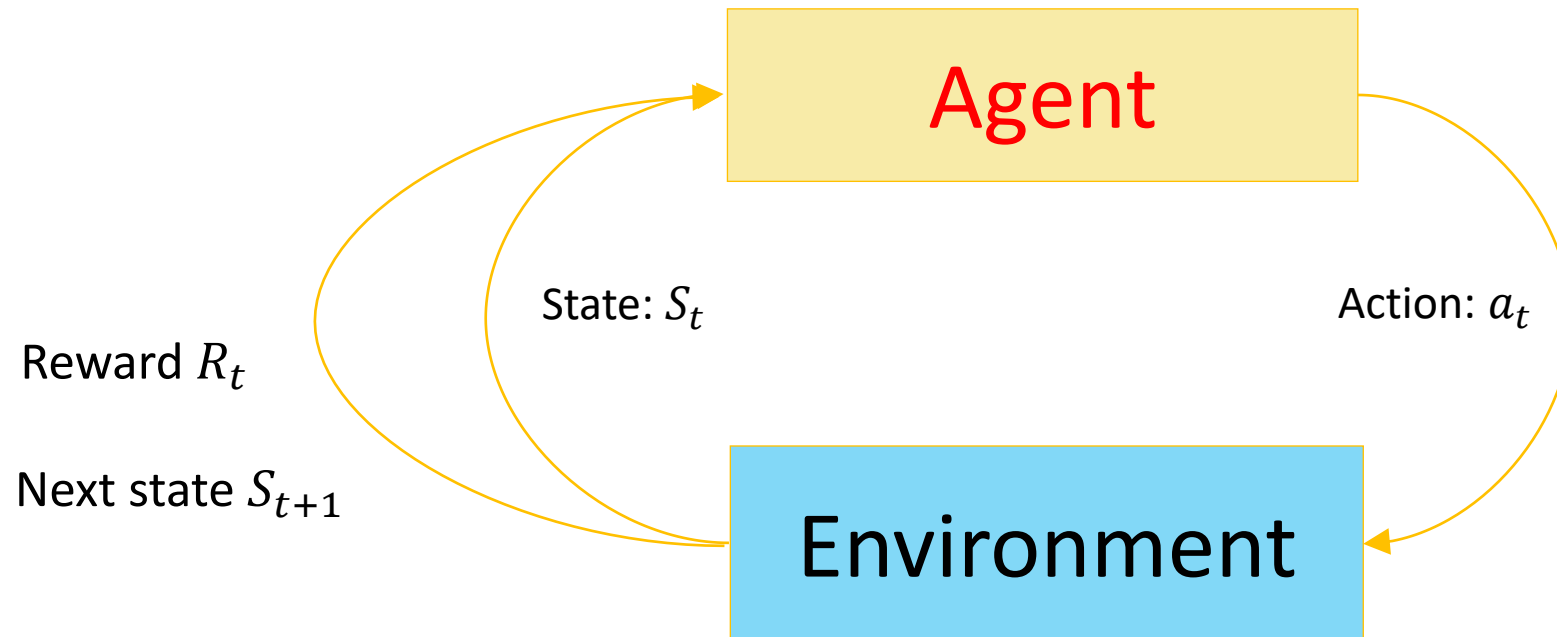 Agent
State: $S_t$
Action: $a_t$
Reward $R_t$
Next state $S_{t+1}$
Environment